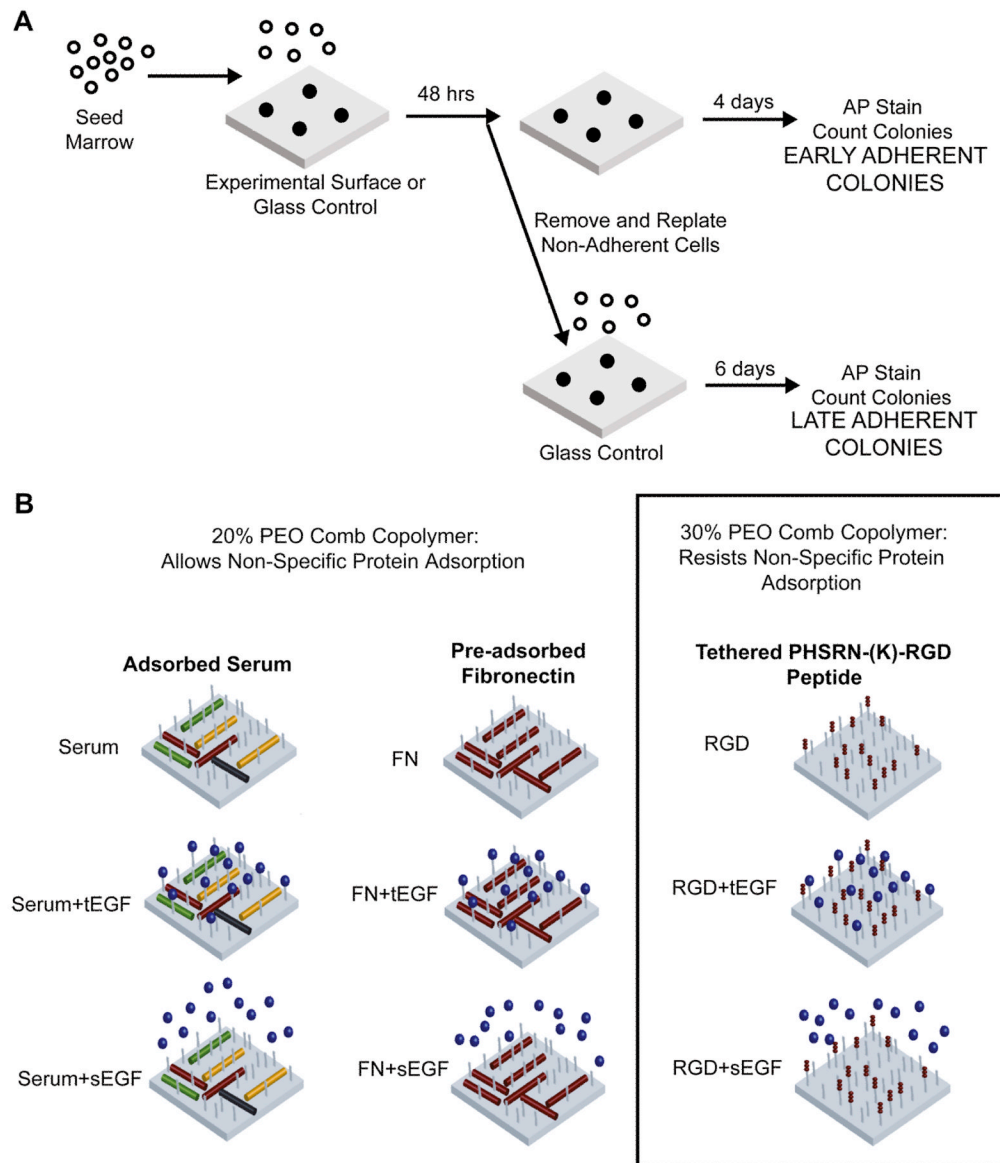 A
Seed
Marrow
Experimental Surface or
Glass Control
48 hrs
4 days
AP Stain
Count Colonies
EARLY ADHERENT
COLONIES
Remove and Replate
Non-Adherent Cells
Glass Control
6 days
AP Stain
Count Colonies
LATE ADHERENT
COLONIES
B
20% PEO Comb Copolymer:
Allows Non-Specific Protein Adsorption
30% PEO Comb Copolymer:
Resists Non-Specific Protein
Adsorption
Adsorbed Serum
Pre-adsorbed
Fibronectin
Tethered PHSRN-(K)-RGD
Peptide
Serum
FN
RGD
Serum+tEGF
FN+tEGF
RGD+tEGF
Serum+sEGF
FN+sEGF
RGD+sEGF